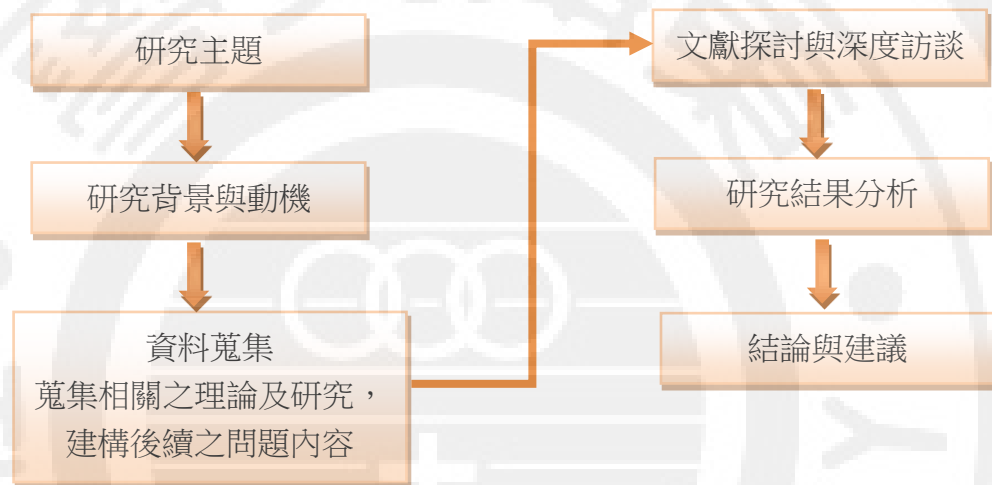 研究主題
研究背景與動機
資料蒐集
蒐集相關之理論及研究，
建構後續之問題內容
文獻探討與深度訪談
研究結果分析
結論與建議